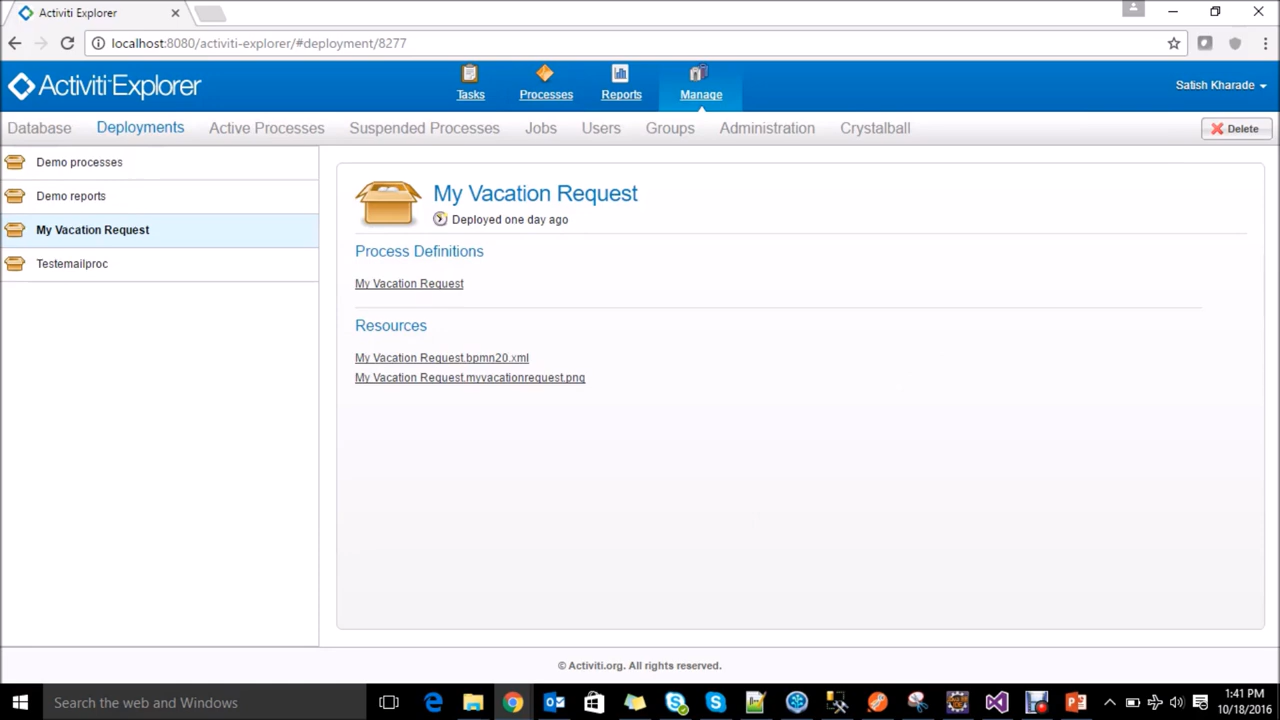 Activiti Explorer
localhost:8080/activiti-explorer/#deployment/8277
Activiti Explorer
Tasks
Processes
Reports
Manage
Satish Kharade
Database
Deployments
Active Processes
Suspended Processes
Jobs
Users
Groups
Administration
Crystalball
Delete
Demo processes
Demo reports
My Vacation Request
Testemailproc
My Vacation Request
Deployed one day ago
Process Definitions
My Vacation Request
Resources
My Vacation Request.bpmn20.xml
My Vacation Request.myvacationrequest.png
© Activiti.org. All rights reserved.
Search the web and Windows
1:41 PM
10/18/2016